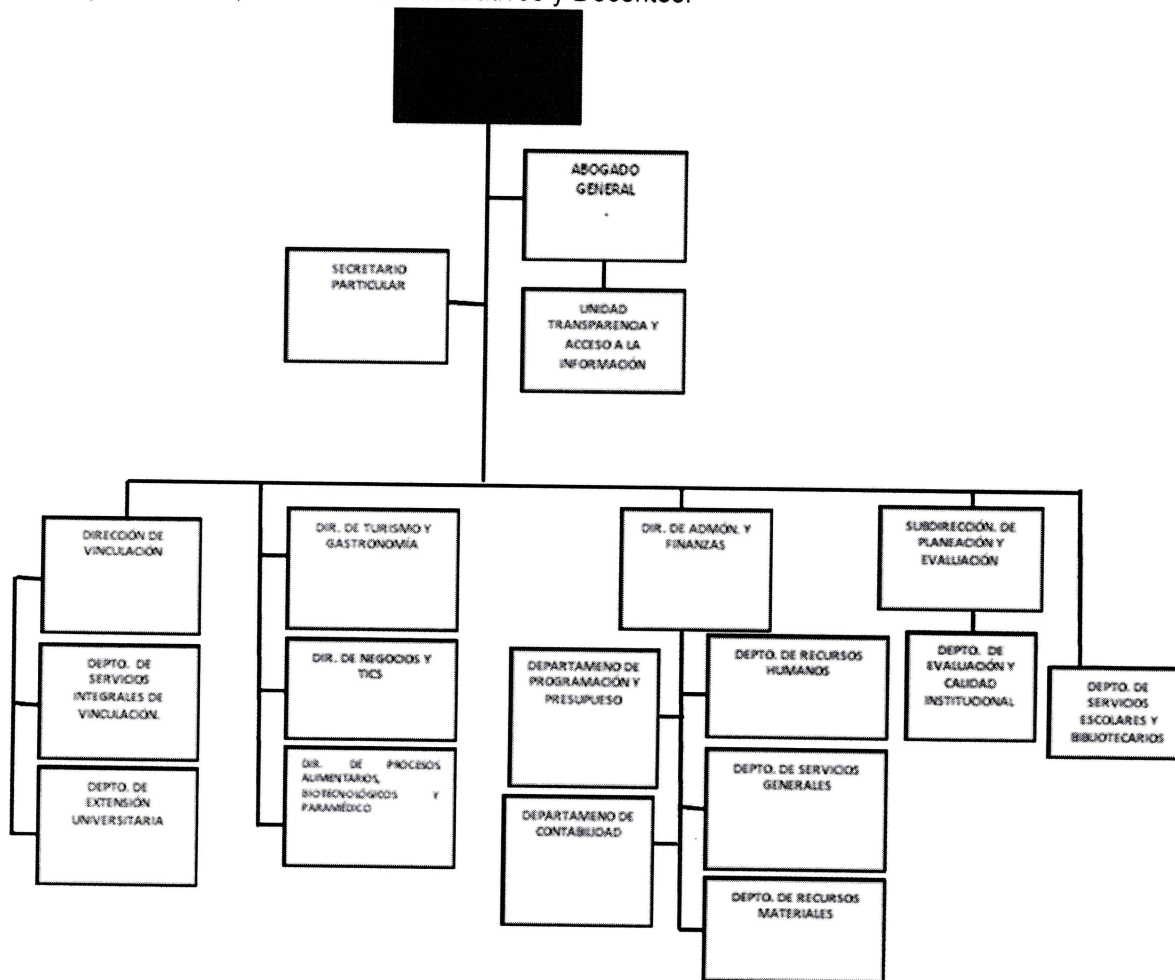 y Docentes.
ABOGADO
GENERAL
SECRETARIO
PARTICULAR
UNIDAD
TRANSPARENCIA Y
ACCESO A LA
INFORMACIÓN
DIRECCIÓN DE
VINCULACIÓN
DEPTO. DE
SERVICIOS
INTEGRALES DE
VINCULACIÓN.
DEPTO. DE
EXTENSIÓN
UNIVERSITARIA
DIR. DE TURISMO Y
GASTRONOMÍA
DIR. DE NEGOCIOS Y
TICS
DIR. DE PROCESOS
ALIMENTARIOS,
BIOTECNOLÓGICOS Y
PARAMÉDICO
DIR. DE ADMÓN. Y
FINANZAS
DEPARTAMENO DE
PROGRAMACIÓN Y
PRESUPUESO
DEPARTAMENO DE
CONTABILIDAD
DEPTO. DE RECURSOS
HUMANOS
DEPTO. DE SERVICIOS
GENERALES
DEPTO. DE RECURSOS
MATERIALES
SUBDIRECCIÓN. DE
PLANEACIÓN Y
EVALUACIÓN
DEPTO. DE
EVALUACIÓN Y
CALIDAD
INSTITUCIONAL
DEPTO. DE
SERVICIOS
ESCOLARES Y
BIBLIOTECARIOS